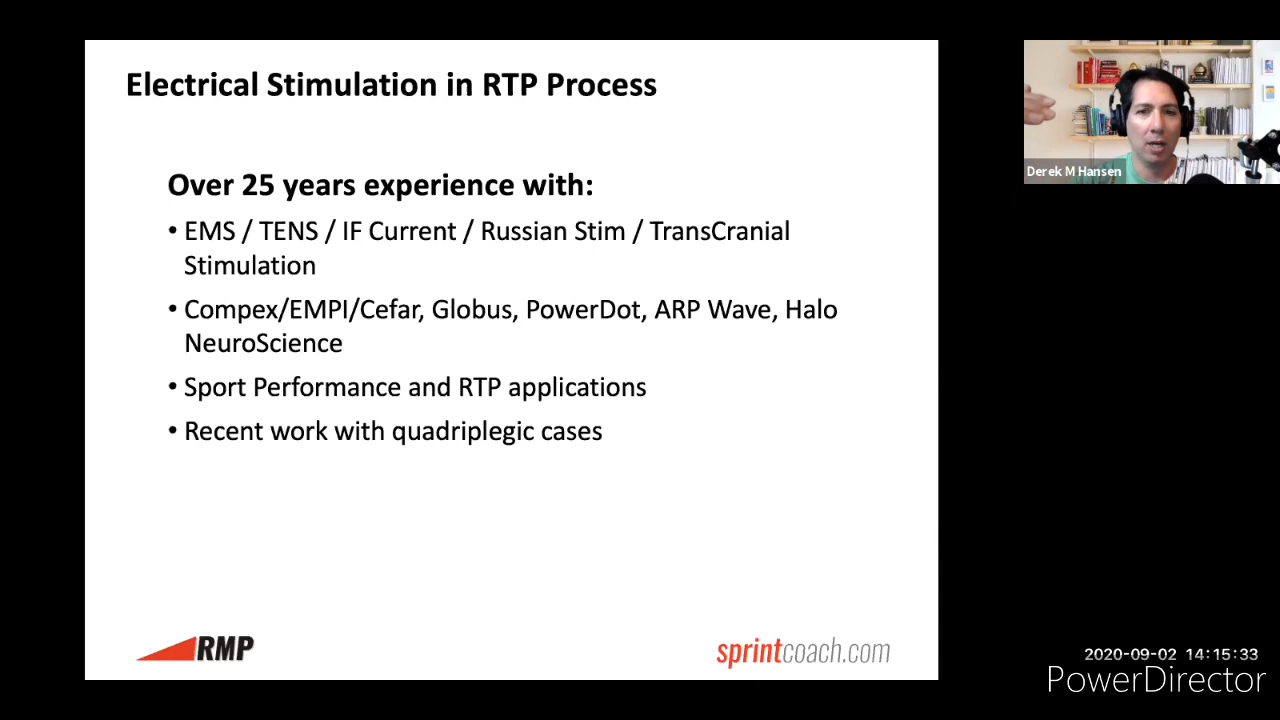 Electrical Stimulation in RTP Process
Over 25 years experience with:
• EMS / TENS / IF Current / Russian Stim / TransCranial
Stimulation
• Compex/EMPI/Cefar, Globus, PowerDot, ARP Wave, Halo
NeuroScience
• Sport Performance and RTP applications
• Recent work with quadriplegic cases
RMP
sprintcoach.com
Derek M Hansen
2020-09-02 14:15:33
PowerDirector